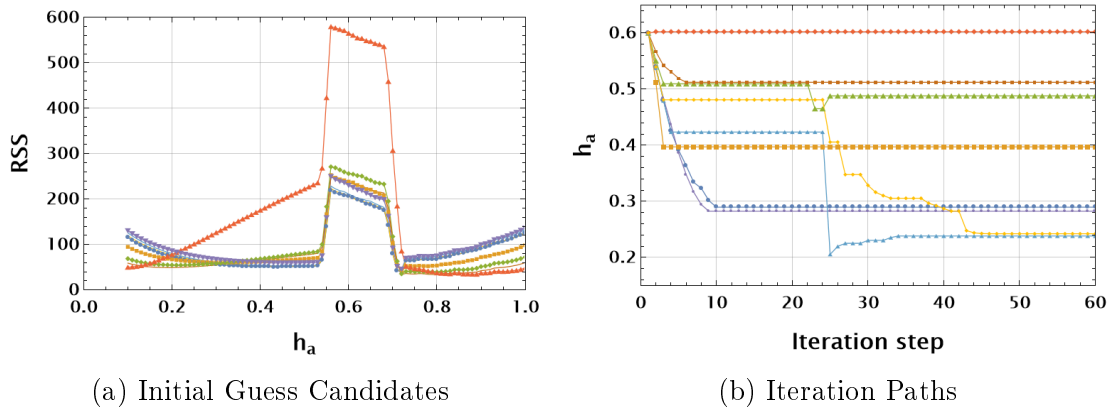 600
500
400
300
200
100
0
RSS
0.0 0.2 0.4 0.6 0.8 1.0
h_a
(a) Initial Guess Candidates
0.6
0.5
0.4
0.3
0.2
h_a
0 10 20 30 40 50 60
Iteration step
(b) Iteration Paths